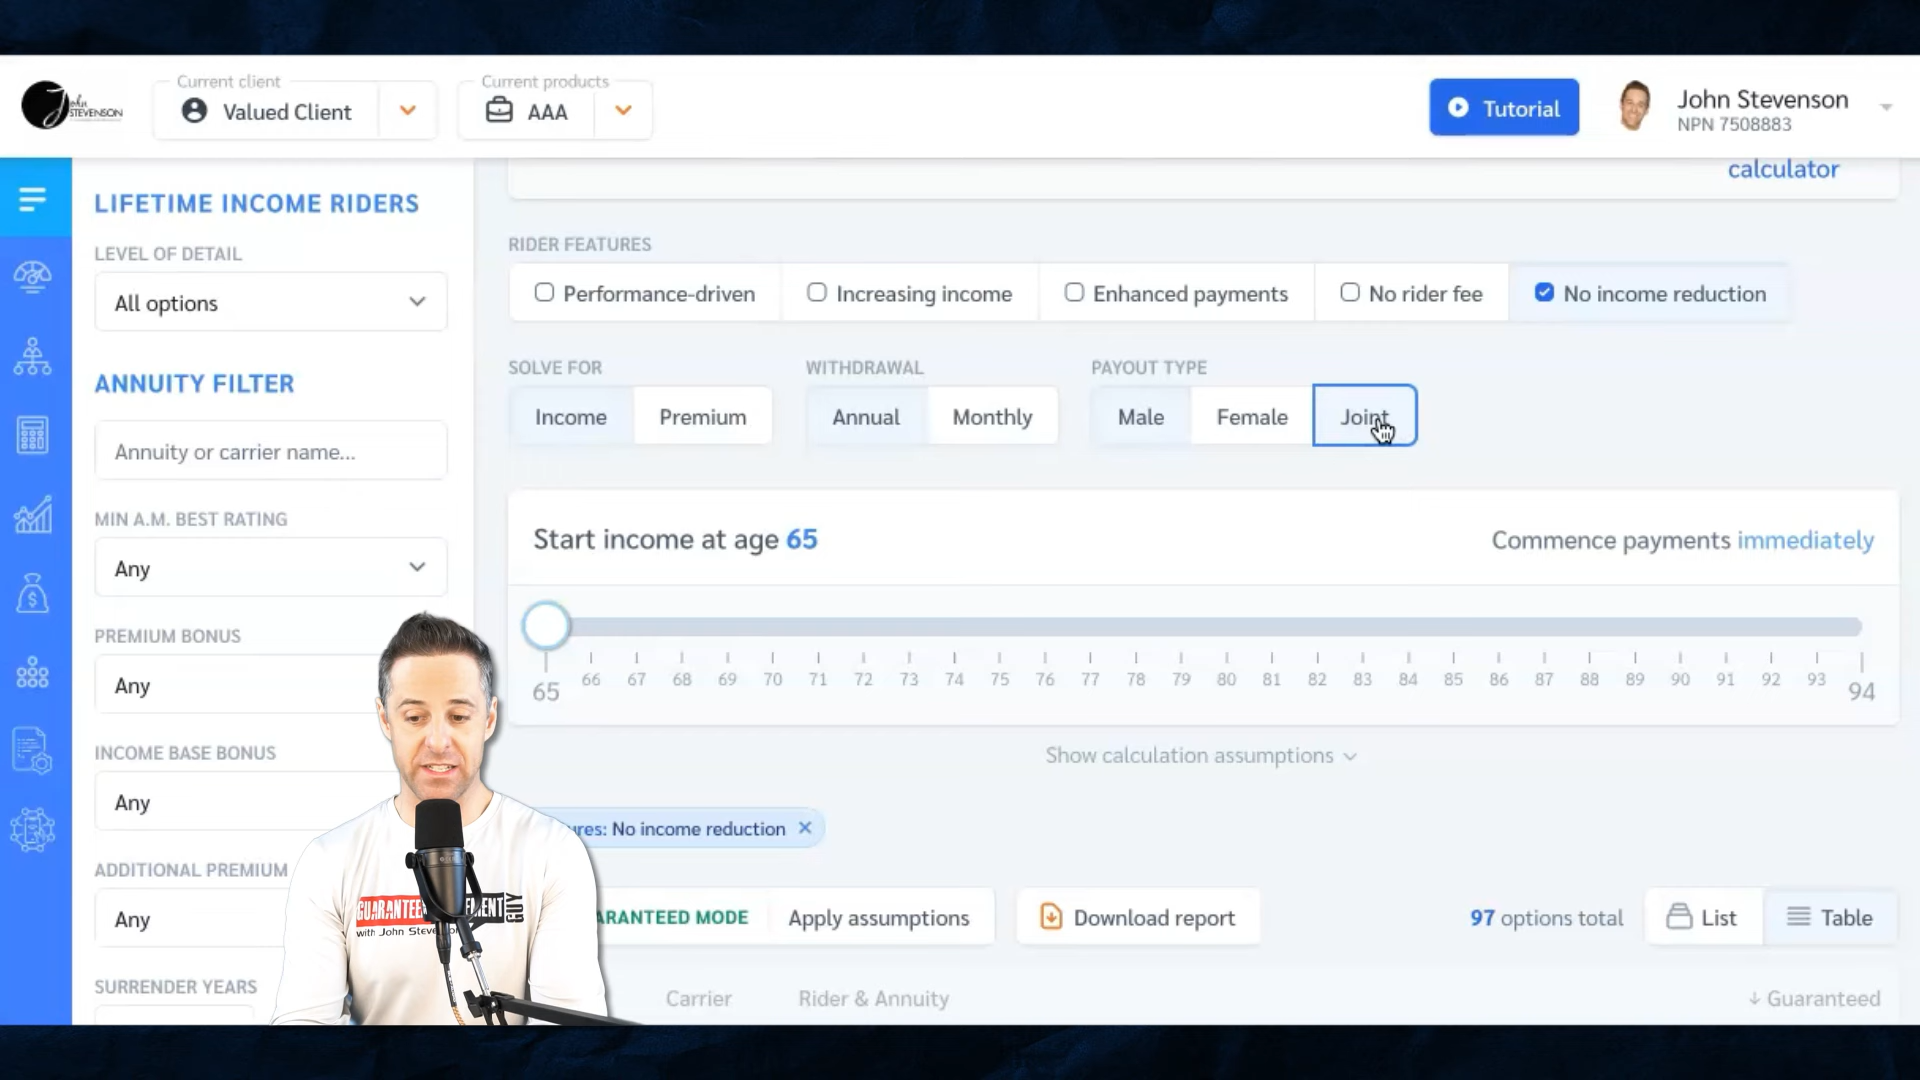 John
STEVENSON
Current client
Valued Client
Current products
AAA
Tutorial
John Stevenson
NPN 7508883
calculator
LIFETIME INCOME RIDERS
LEVEL OF DETAIL
All options
ANNUITY FILTER
Annuity or carrier name...
MIN A.M. BEST RATING
Any
PREMIUM BONUS
Any
INCOME BASE BONUS
Any
ADDITIONAL PREMIUM
Any
SURRENDER YEARS
RIDER FEATURES
Performance-driven Increasing income Enhanced payments No rider fee No income reduction
SOLVE FOR WITHDRAWAL PAYOUT TYPE
Income Premium Annual Monthly Male Female Joint
Start income at age 65 Commence payments immediately
65 66 67 68 69 70 71 72 73 74 75 76 77 78 79 80 81 82 83 84 85 86 87 88 89 90 91 92 93 94
Show calculation assumptions
ures: No income reduction
ARANTEED MODE Apply assumptions Download report 97 options total List Table
Carrier Rider & Annuity Guaranteed
GUARANTEE EMENT GUY
with John Steve